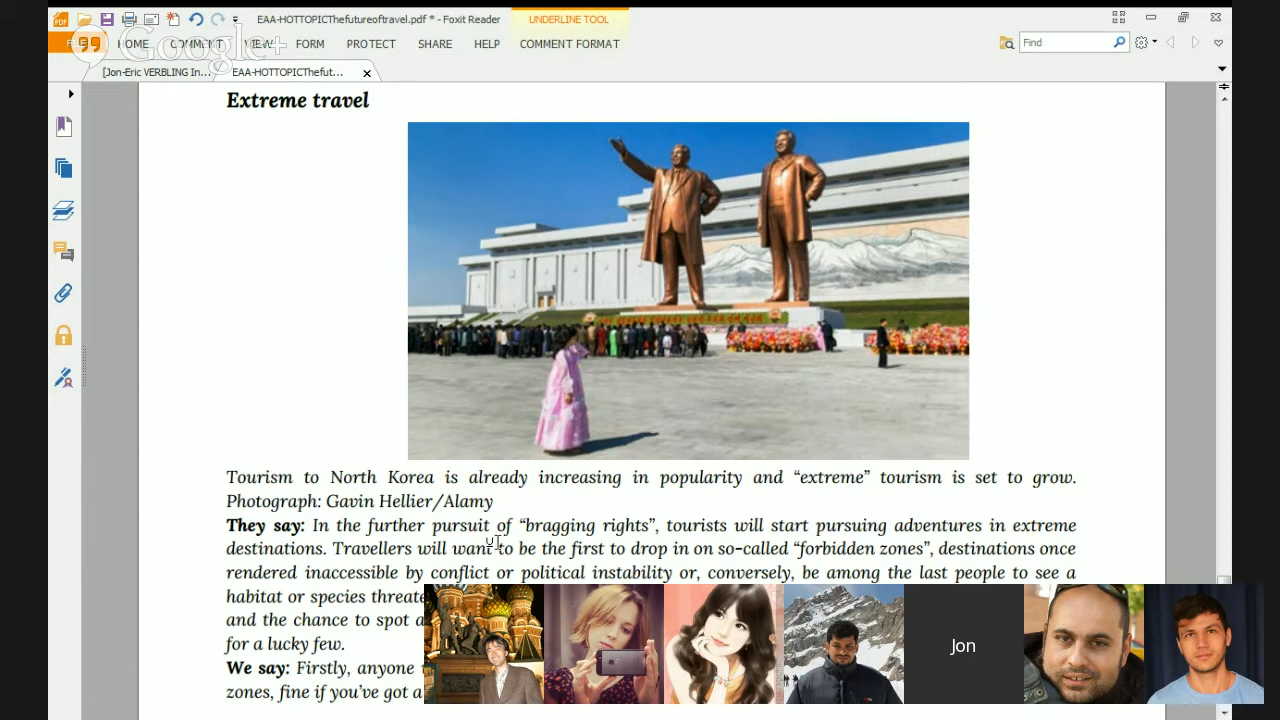 EAA-HOTTOPICThefutureoftravel.pdf * - Foxit Reader
UNDERLINE TOOL
Google+
HOME
COMMENT
VIEW
FORM
PROTECT
SHARE
HELP
COMMENT FORMAT
Find
[Jon-Eric VERBLING In...
EAA-HOTTOPICThefut...
Extreme travel
Tourism to North Korea is already increasing in popularity and “extreme” tourism is set to grow.
Photograph: Gavin Hellier/Alamy
They say: In the further pursuit of “bragging rights”, tourists will start pursuing adventures in extreme
destinations. Travellers will want to be the first to drop in on so-called “forbidden zones”, destinations once
rendered inaccessible by conflict or political instability or, conversely, be among the last people to see a
habitat or species
and the chance to spot a
for a lucky few.
We say: Firstly, anyone
zones, fine if you’ve got a
Jon